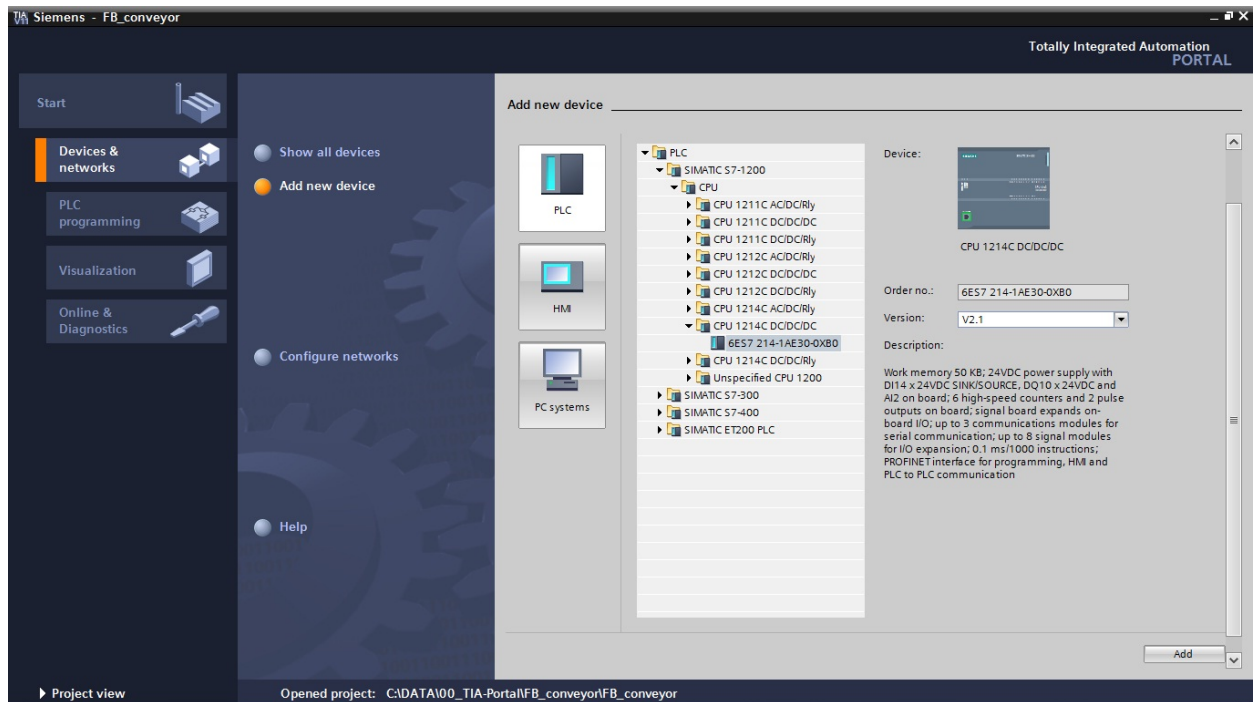 Siemens - FB_conveyor
Totally Integrated Automation
PORTAL
Start
Devices &
networks
PLC
programming
Visualization
Online &
Diagnostics
Show all devices
Add new device
Configure networks
Help
Add new device
PLC
HMI
PC systems
PLC
SIMATIC S7-1200
CPU
CPU 1211C AC/DC/Rly
CPU 1211C DC/DC/DC
CPU 1211C DC/DC/Rly
CPU 1212C AC/DC/Rly
CPU 1212C DC/DC/DC
CPU 1212C DC/DC/Rly
CPU 1214C AC/DC/Rly
CPU 1214C DC/DC/DC
6ES7 214-1AE30-0XB0
CPU 1214C DC/DC/Rly
Unspecified CPU 1200
SIMATIC S7-300
SIMATIC S7-400
SIMATIC ET200 PLC
Device:
CPU 1214C DC/DC/DC
Order no.: 6ES7 214-1AE30-0XB0
Version: V2.1
Description:
Work memory 50 KB; 24VDC power supply with
DI14 x 24VDC SINK/SOURCE, DQ10 x 24VDC and
AI2 on board; 6 high-speed counters and 2 pulse
outputs on board; signal board expands on-
board I/O; up to 3 communications modules for
serial communication; up to 8 signal modules
for I/O expansion; 0.1 ms/1000 instructions;
PROFINET interface for programming, HMI and
PLC to PLC communication
Add
Project view
Opened project: C:\DATA\00_TIA-Portal\FB_conveyor\FB_conveyor